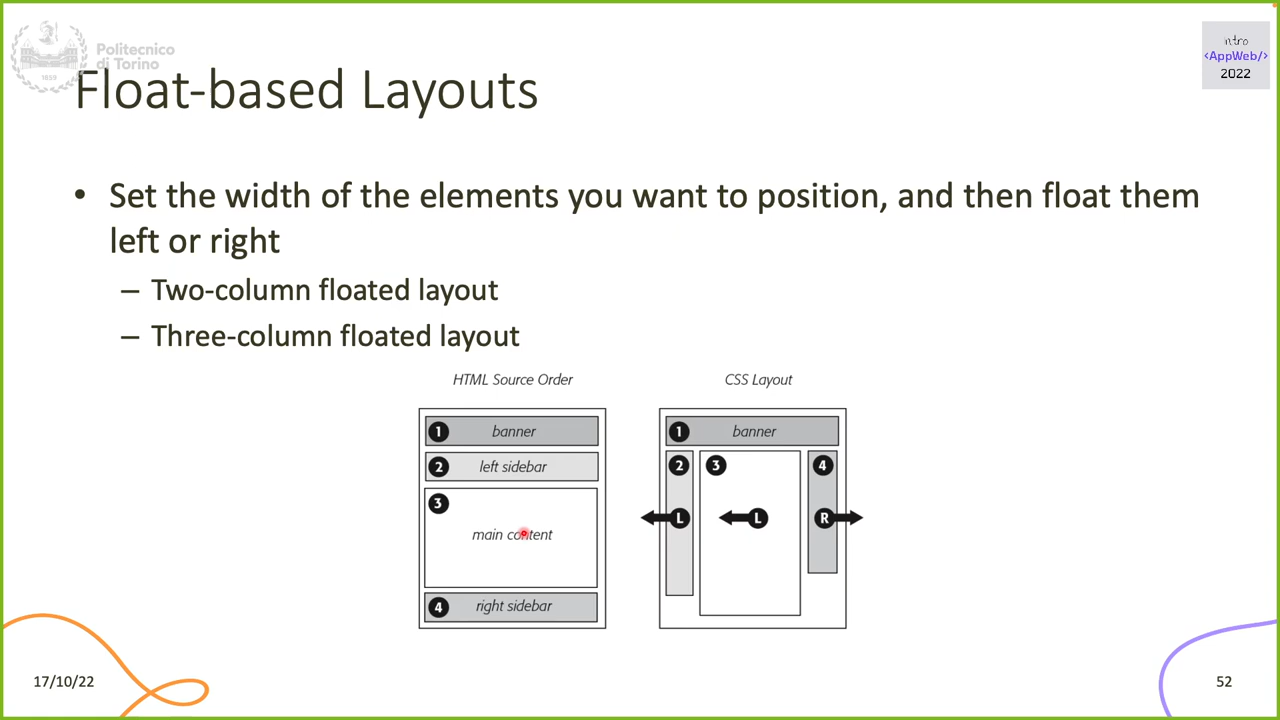 Politecnico
di Torino
1859
intro
<AppWeb/>
2022
Float-based Layouts
• Set the width of the elements you want to position, and then float them
left or right
– Two-column floated layout
– Three-column floated layout
HTML Source Order
1 banner
2 left sidebar
3
main content
4 right sidebar
CSS Layout
1 banner
2 3 4
L L R
17/10/22
52